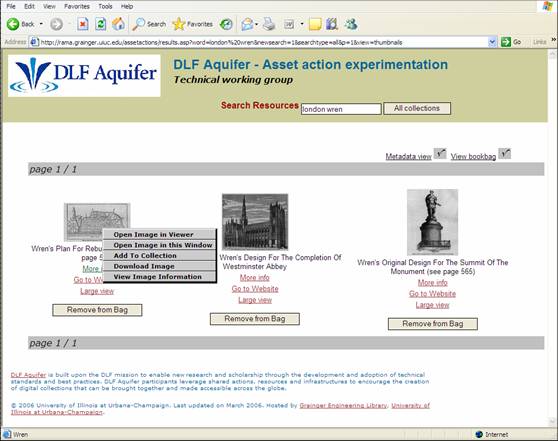 File Edit View Favorites Tools Help
Back Search Favorites
Address http://rama.grainger.uiuc.edu/assetactions/results.asp?word=london%20wren&newsearch=1&searchtype=all&p=1&view=thumbnails Go Links »
DLF Aquifer
DLF Aquifer - Asset action experimentation
Technical working group
Search Resources london wren All collections
Metadata view View bookbag
page 1 / 1
Open Image in Viewer
Open Image in this Window
Add To Collection
Download Image
View Image Information
Wren's Plan For Rebu
page 5
More i
Go to W
Large view
Remove from Bag
Wren's Design For The Completion Of
Westminster Abbey
More info
Go to Website
Large view
Remove from Bag
Wren's Original Design For The Summit Of The
Monument (see page 565)
More info
Go to Website
Large view
Remove from Bag
page 1 / 1
DLF Aquifer is built upon the DLF mission to enable new research and scholarship through the development and adoption of technical
standards and best practices. DLF Aquifer participants leverage shared actions, resources and infrastructures to encourage the creation
of digital collections that can be brought together and made accessible across the globe.
© 2006 University of Illinois at Urbana-Champaign. Last updated on March 2006. Hosted by Grainger Engineering Library, University of
Illinois at Urbana-Champaign.
Wren Internet